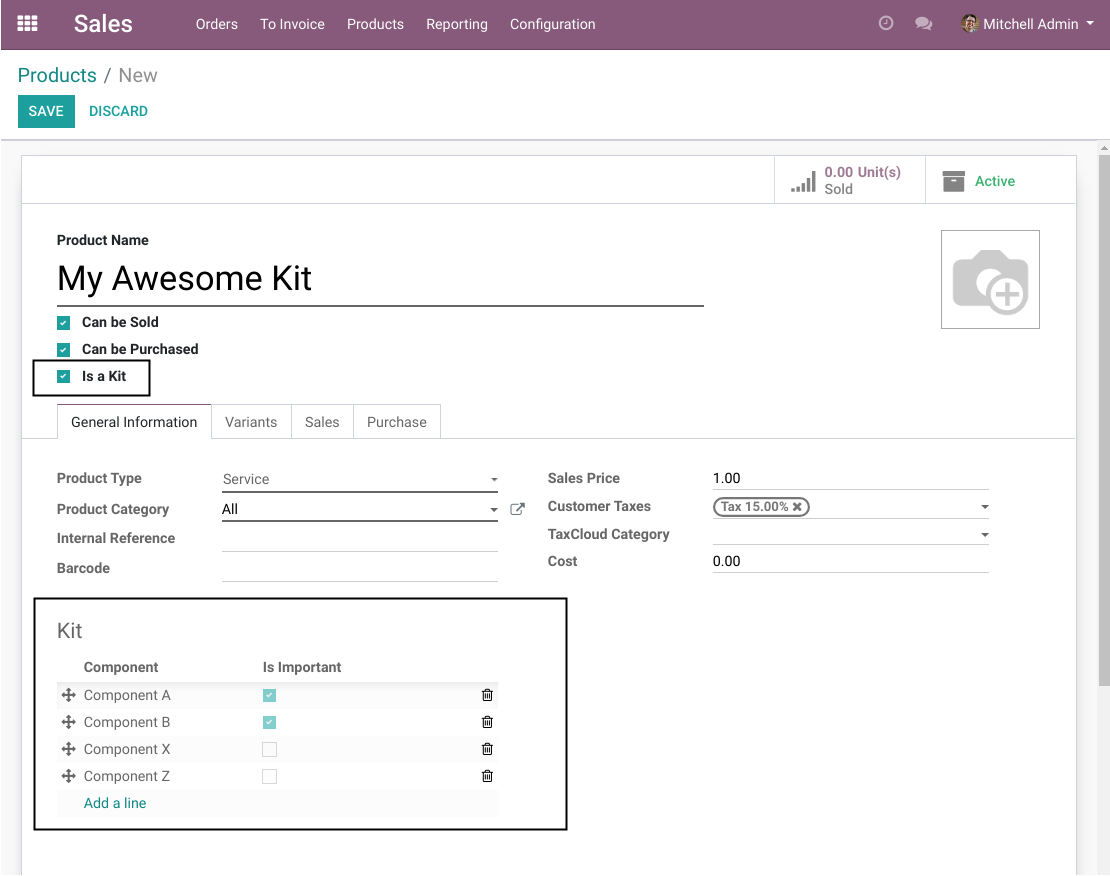 Sales Orders To Invoice Products Reporting Configuration Mitchell Admin
Products / New
SAVE DISCARD
0.00 Unit(s)
Sold
Active
Product Name
My Awesome Kit
Can be Sold
Can be Purchased
Is a Kit
General Information Variants Sales Purchase
Product Type Service
Product Category All
Internal Reference
Barcode
Sales Price 1.00
Customer Taxes Tax 15.00%
TaxCloud Category
Cost 0.00
Kit
Component Is Important
Component A
Component B
Component X
Component Z
Add a line